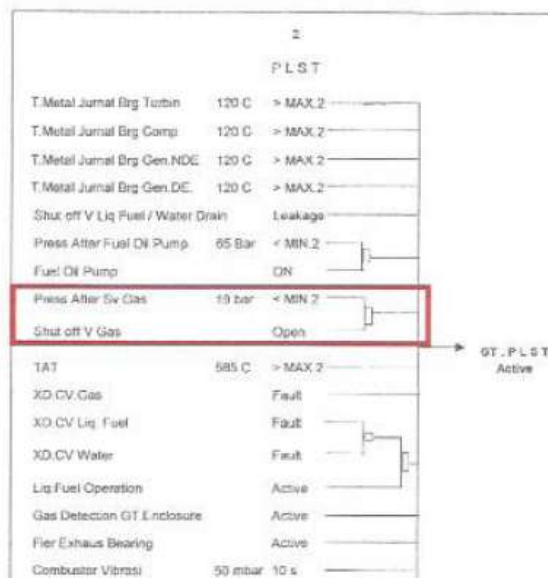 2
PLST
T.Metal Jurnal Brg Turbin 120 C > MAX.2
T.Metal Jurnal Brg Comp 120 C > MAX.2
T.Metal Jurnal Brg Gen.NDE 120 C > MAX.2
T.Metal Jurnal Brg Gen.DE. 120 C > MAX.2
Shut off V Liq Fuel / Water Drain Leakage
Press After Fuel Oil Pump 65 Bar < MIN.2
Fuel Oil Pump ON
Press After Sv Gas 19 bar < MIN 2
Shut off V Gas Open
GT.PLST
Active
TAT 585 C > MAX 2
XD.CV.Gas Fault
XD.CV Liq. Fuel Fault
XD.CV Water Fault
Liq.Fuel Operation Active
Gas Detection GT.Enclosure Active
Fier Exhaus Bearing Active
Combustor Vibrasi 50 mbar 10 s